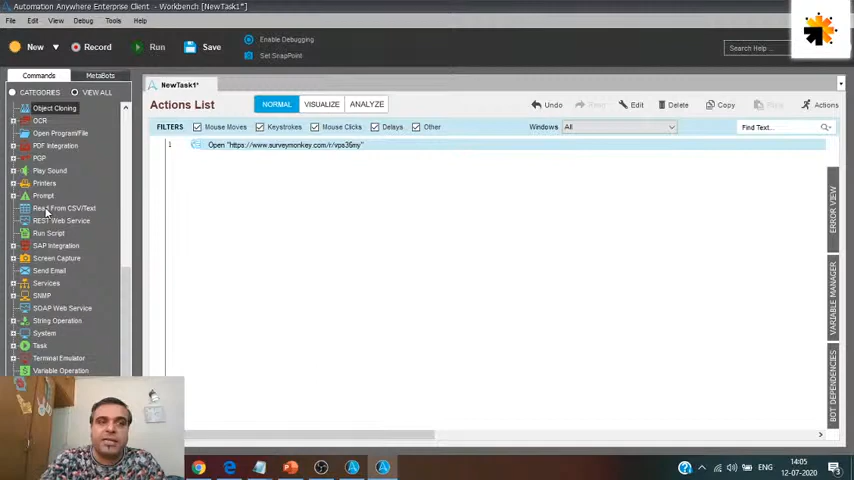 Automation Anywhere Enterprise Client - Workbench [NewTask1*]
File Edit View Debug Tools Help
New Record Run Save
Enable Debugging
Set SnapPoint
Search Help ...
Commands MetaBots
NewTask1*
CATEGORIES VIEW ALL
Actions List NORMAL VISUALIZE ANALYZE
Undo Edit Delete Copy Actions
FILTERS Mouse Moves Keystrokes Mouse Clicks Delays Other
Windows All
Find Text...
1 Open "https://www.surveymonkey.com/r/vps36my"
Object Cloning
OCR
Open Program/File
PDF Integration
PGP
Play Sound
Printers
Prompt
Read From CSV/Text
REST Web Service
Run Script
SAP Integration
Screen Capture
Send Email
Services
SNMP
SOAP Web Service
String Operation
System
Task
Terminal Emulator
Variable Operation
ERROR VIEW
VARIABLE MANAGER
BOT DEPENDENCIES
ENG
14:05
12-07-2020